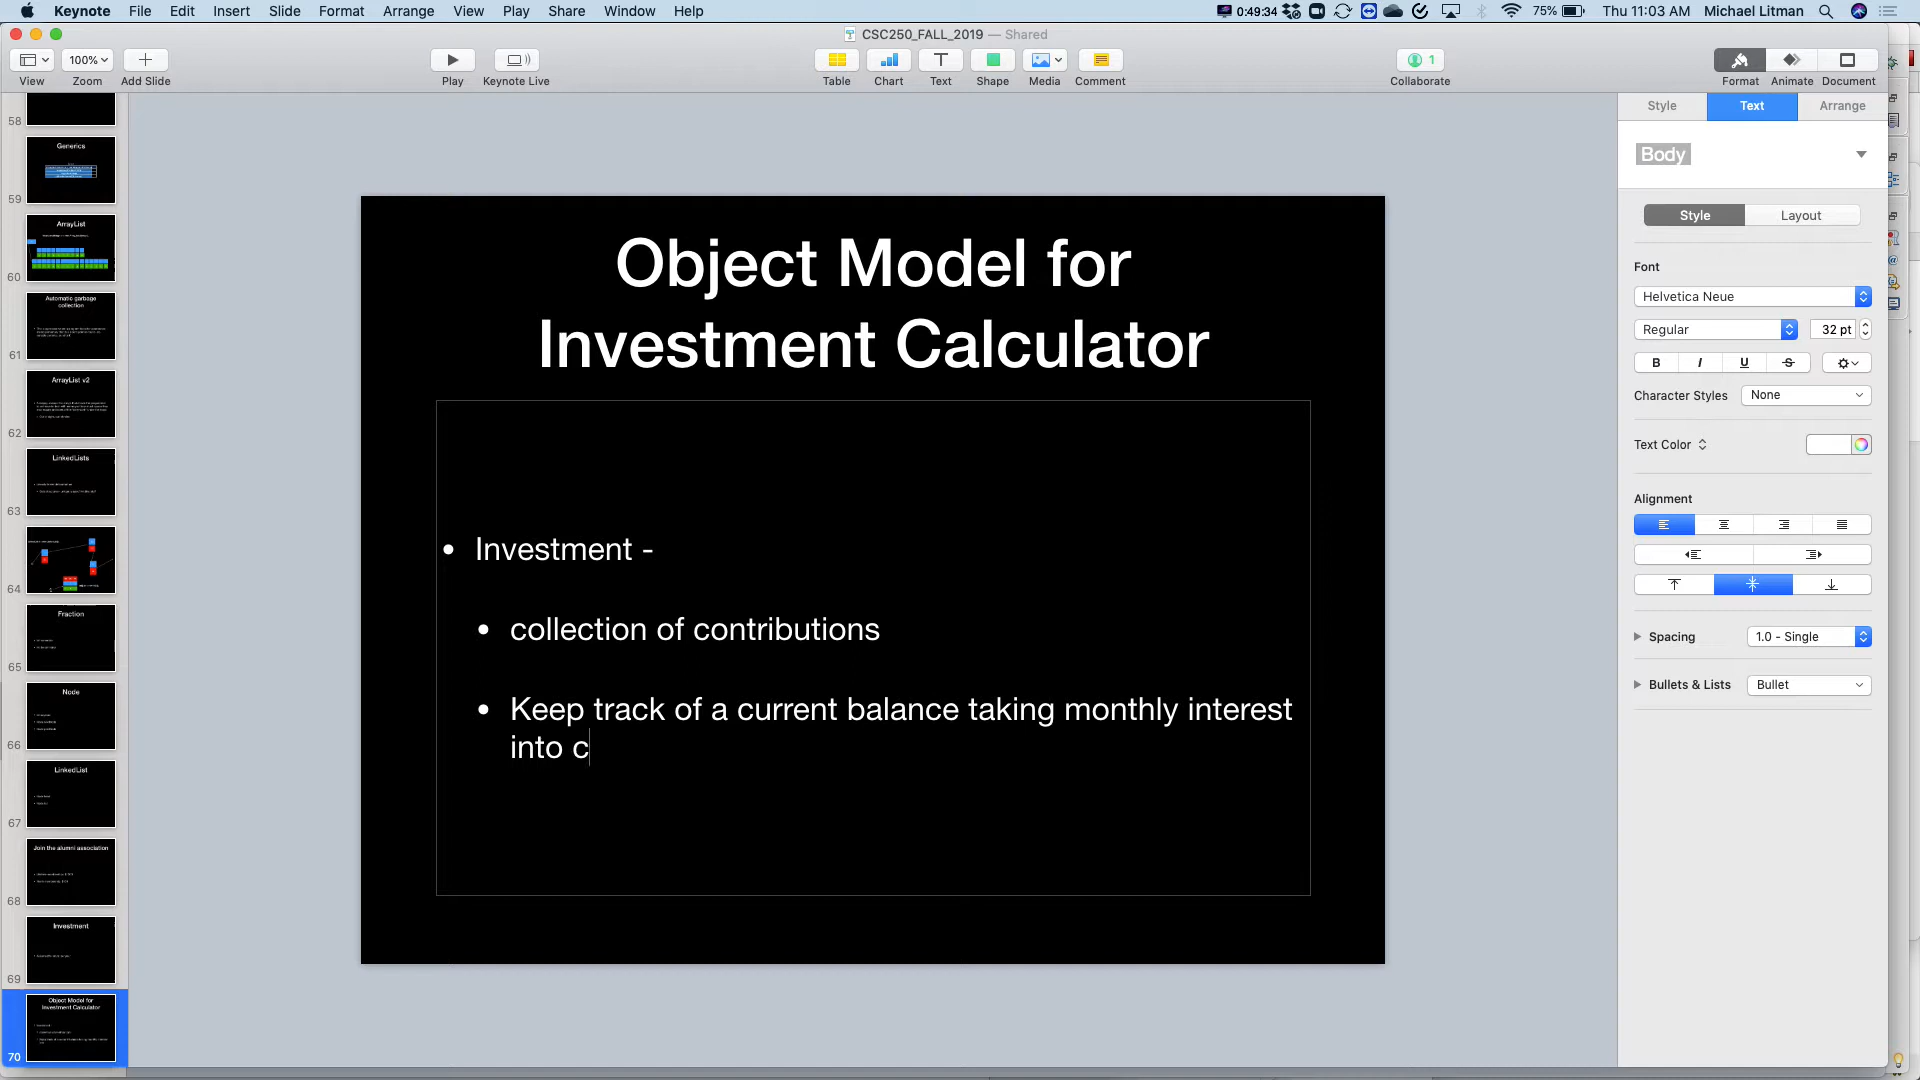 Keynote File Edit Insert Slide Format Arrange View Play Share Window Help
0:49:34 75% Thu 11:03 AM Michael Litman
CSC250_FALL_2019 — Shared
100%
1
View Zoom Add Slide Play Keynote Live Table Chart Text Shape Media Comment Collaborate Format Animate Document
58
Generics
59
ArrayList
60
Automatic garbage
collection
61
ArrayList v2
62
LinkedLists
63
64
Fraction
65
Node
66
LinkedList
67
Join the alumni association
68
Investment
69
Object Model for
Investment Calculator
70
Object Model for
Investment Calculator
• Investment -
• collection of contributions
• Keep track of a current balance taking monthly interest
into c
Style Text Arrange
Body
Style Layout
Font
Helvetica Neue
Regular 32 pt
B I U S
Character Styles None
Text Color
Alignment
Spacing 1.0 - Single
Bullets & Lists Bullet